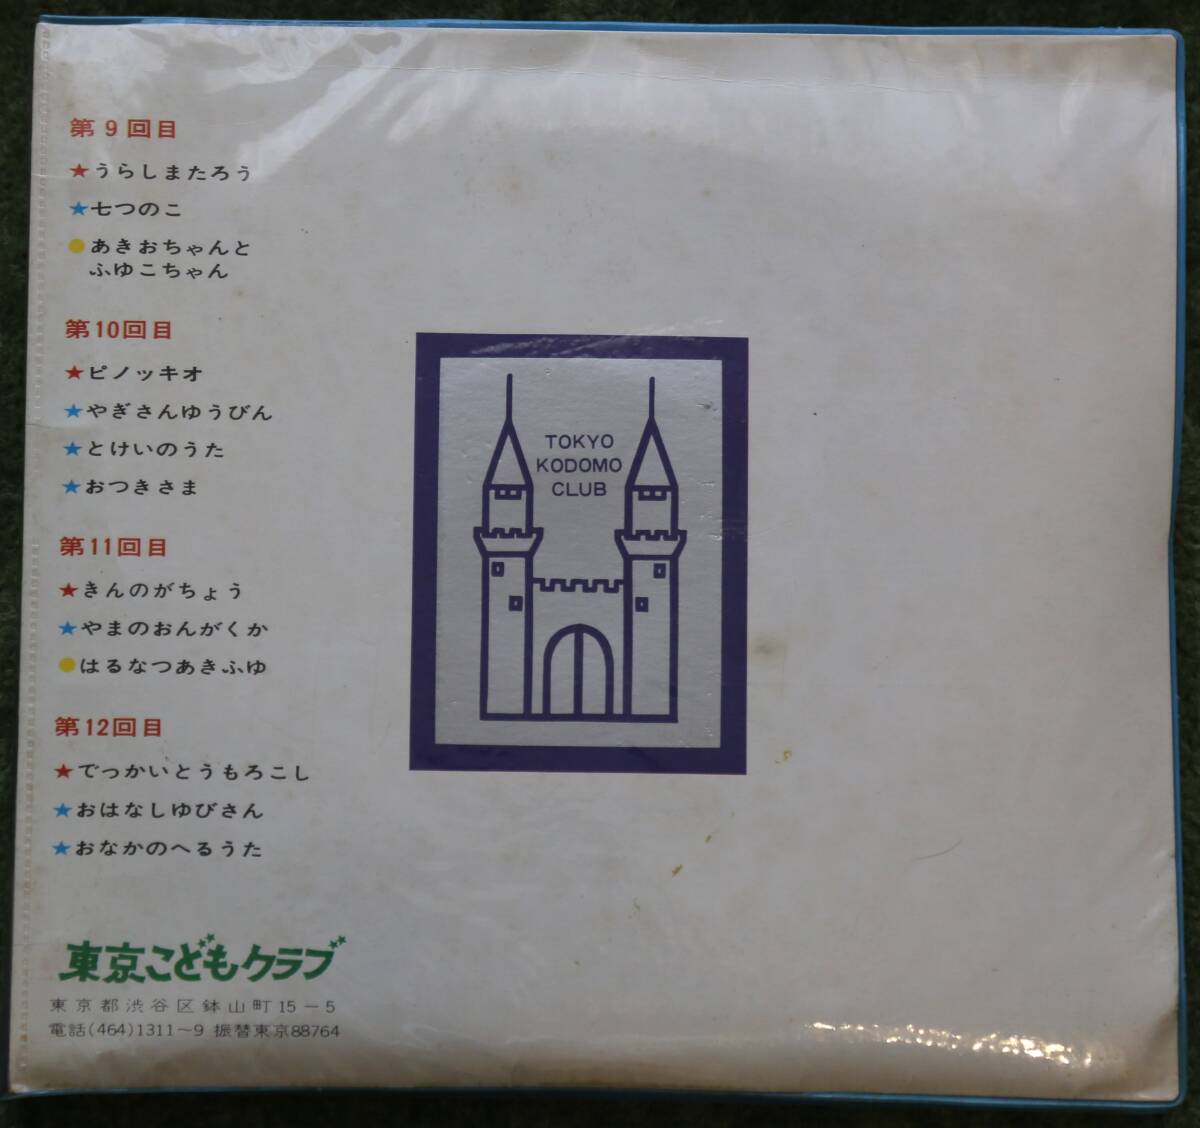 第9回目
★うらしまたろう
★七つのこ
●あきおちゃんと
ふゆこちゃん
第10回目
★ピノッキオ
★やぎさんゆうびん
★とけいのうた
★おつきさま
第11回目
★きんのがちょう
★やまのおんがくか
●はるなつあきふゆ
第12回目
★でっかいとうもろこし
★おはなしゆびさん
★おなかのへるうた
東京こどもクラブ
東京都渋谷区鉢山町15－5
電話(464)1311～9 振替東京88764
TOKYO
KODOMO
CLUB